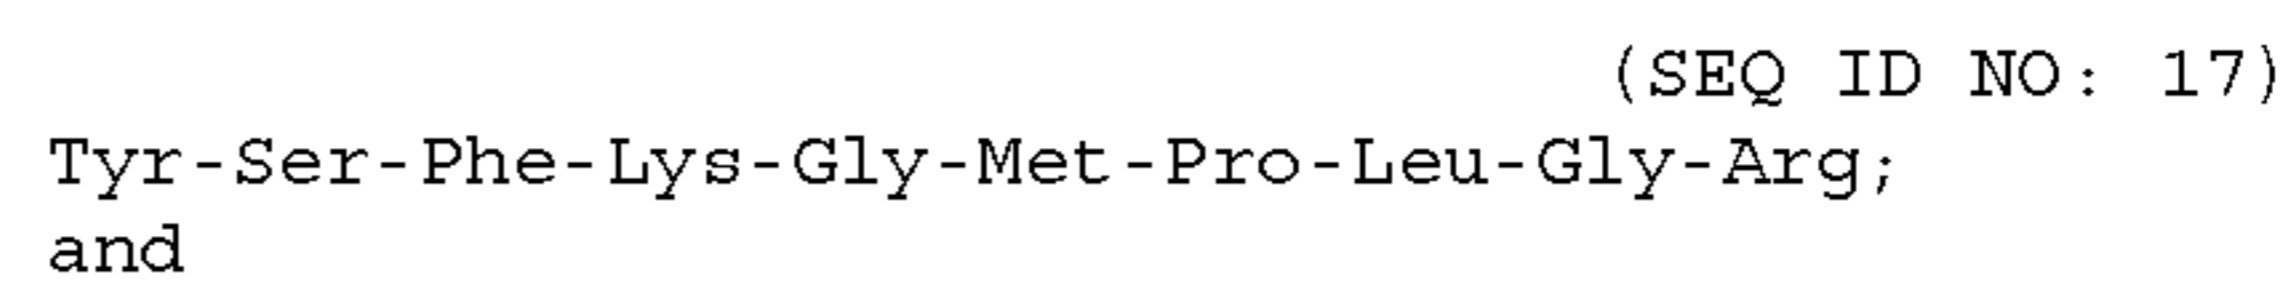 (SEQ ID NO: 17)
Tyr-Ser-Phe-Lys-Gly-Met-Pro-Leu-Gly-Arg;
and